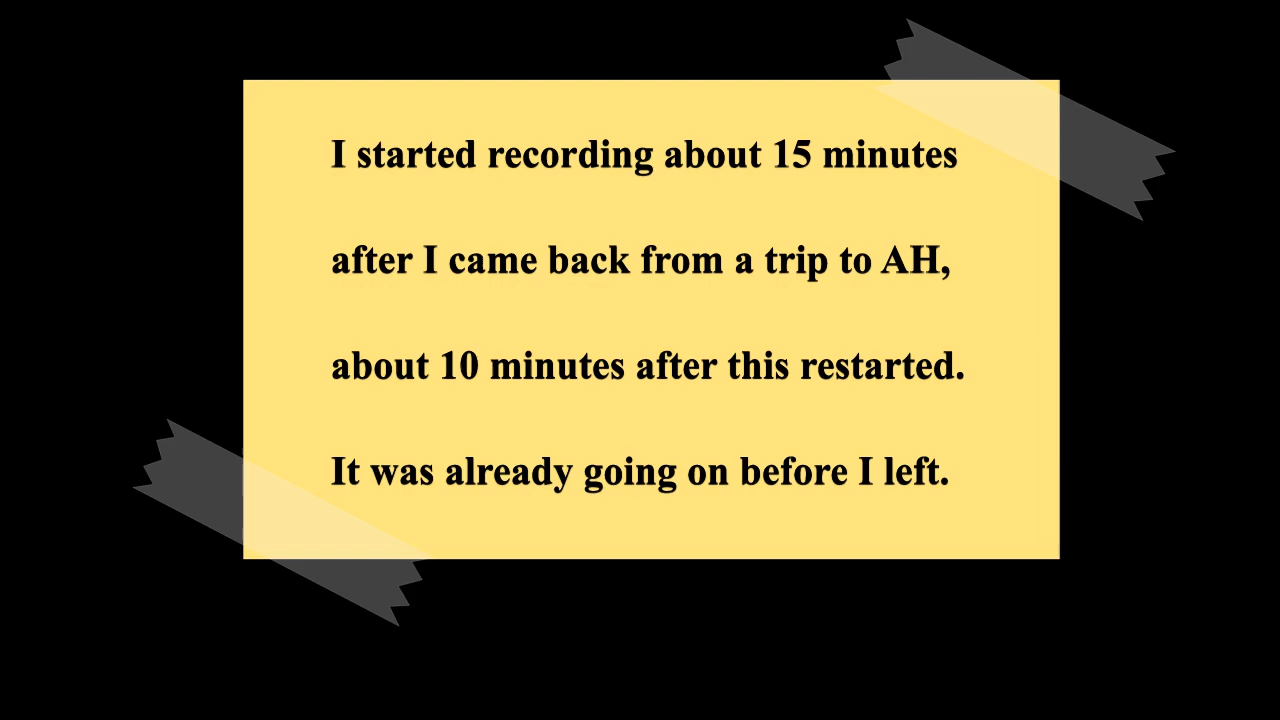 I started recording about 15 minutes
after I came back from a trip to AH,
about 10 minutes after this restarted.
It was already going on before I left.